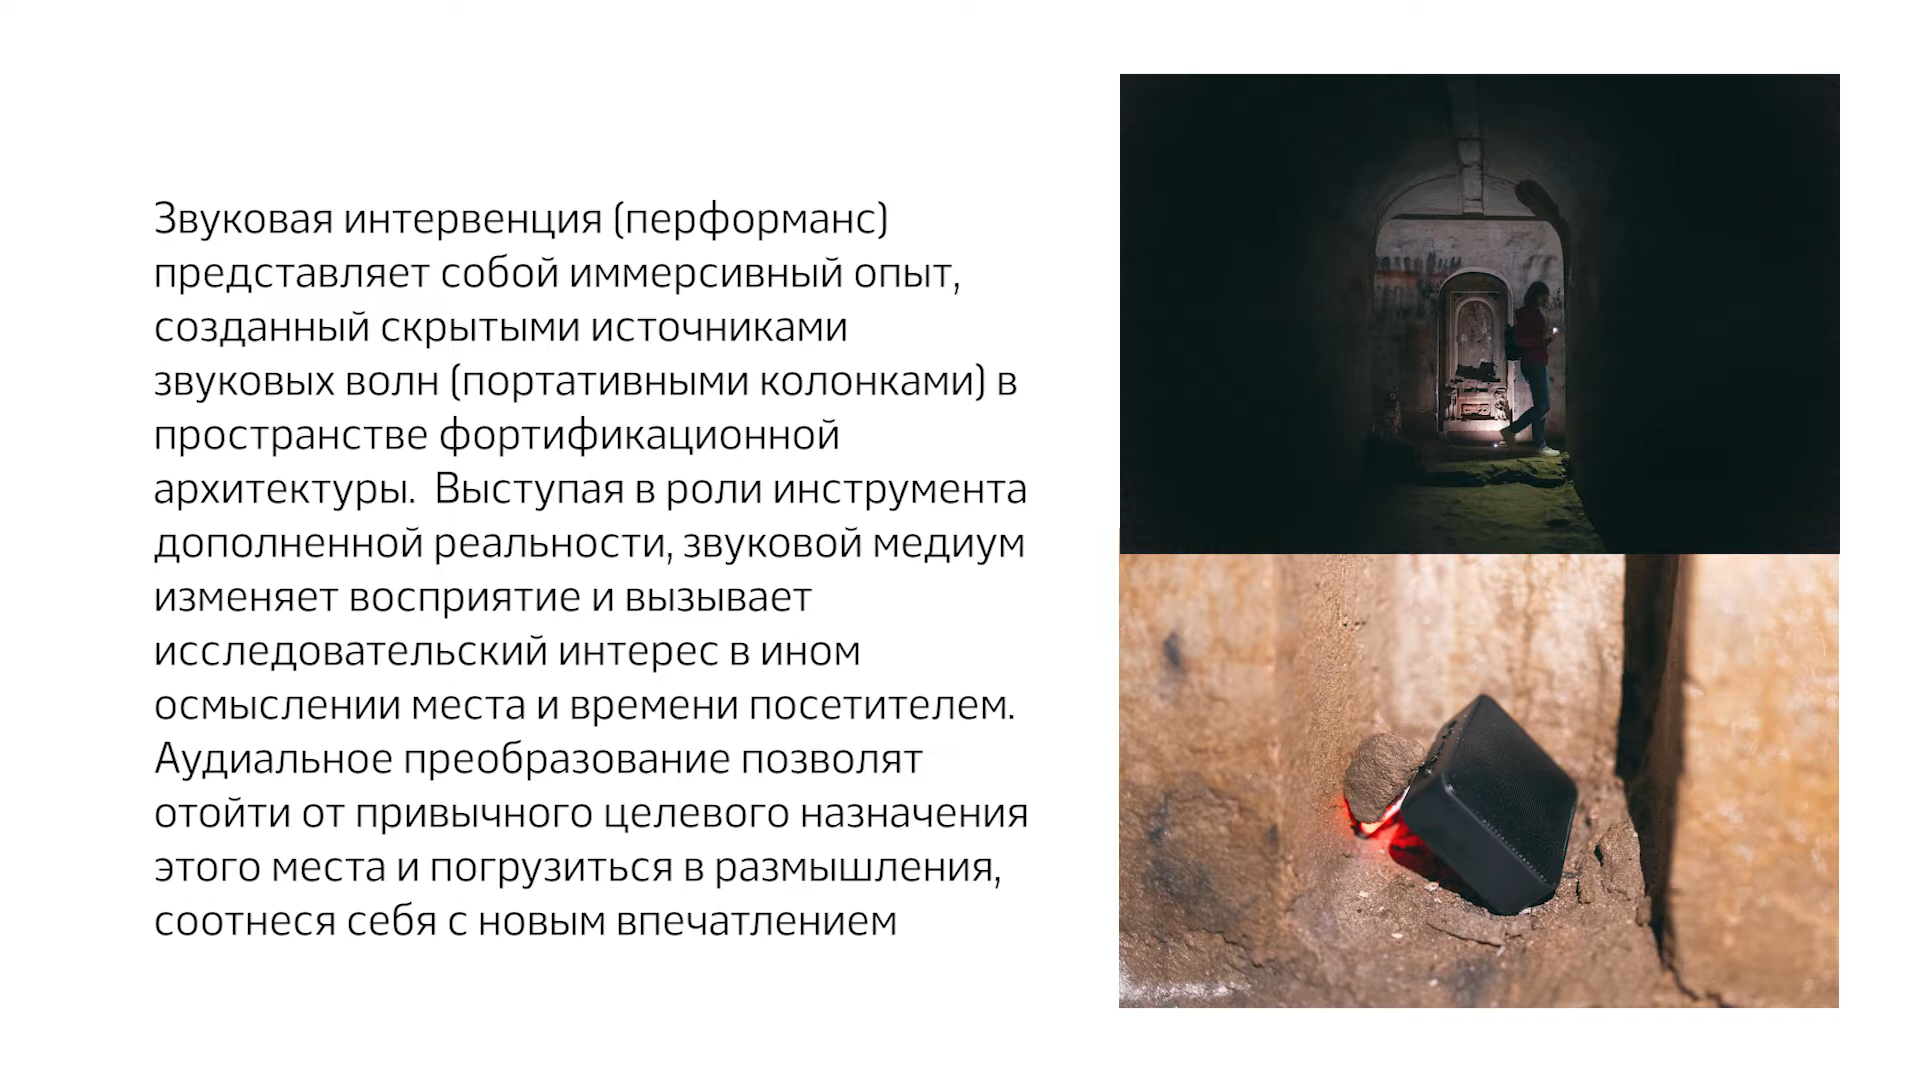 Звуковая интервенция (перформанс)
представляет собой иммерсивный опыт,
созданный скрытыми источниками
звуковых волн (портативными колонками) в
пространстве фортификационной
архитектуры.  Выступая в роли инструмента
дополненной реальности, звуковой медиум
изменяет восприятие и вызывает
исследовательский интерес в ином
осмыслении места и времени посетителем.
Аудиальное преобразование позволят
отойти от привычного целевого назначения
этого места и погрузиться в размышления,
соотнеся себя с новым впечатлением